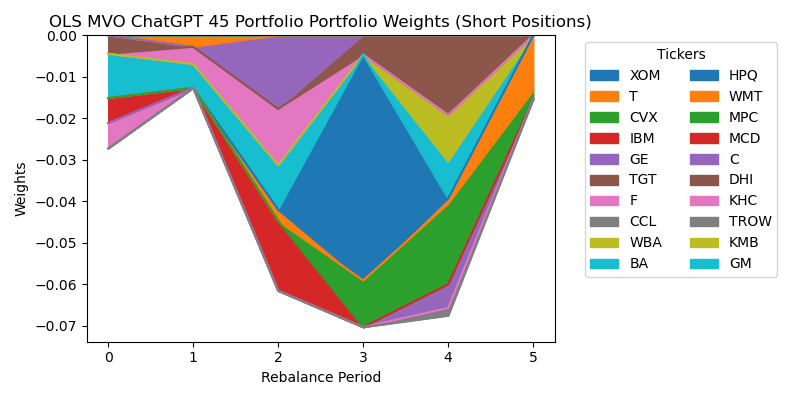 OLS MVO ChatGPT 45 Portfolio Portfolio Weights (Short Positions)
Weights
0.00
−0.01
−0.02
−0.03
−0.04
−0.05
−0.06
−0.07
0 1 2 3 4 5
Rebalance Period
Tickers
XOM HPQ
T WMT
CVX MPC
IBM MCD
GE C
TGT DHI
F KHC
CCL TROW
WBA KMB
BA GM